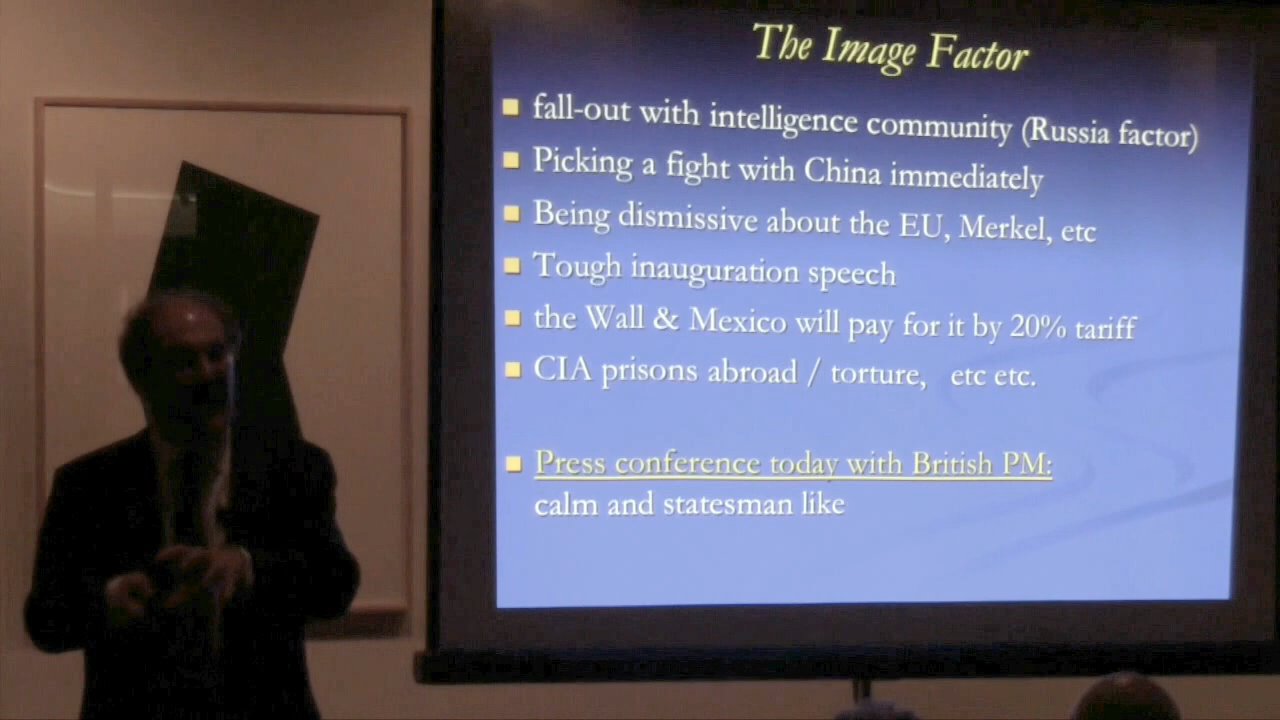 The Image Factor
fall-out with intelligence community (Russia factor)
Picking a fight with China immediately
Being dismissive about the EU, Merkel, etc
Tough inauguration speech
the Wall & Mexico will pay for it by 20% tariff
CIA prisons abroad / torture, etc etc.
Press conference today with British PM:
calm and statesman like